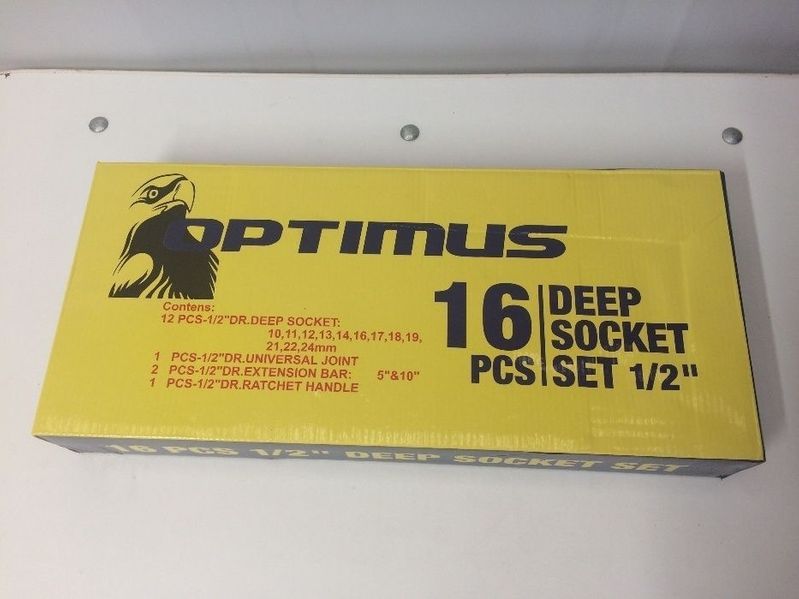 OPTIMUS
Contens:
12 PCS-1/2"DR.DEEP SOCKET:
10,11,12,13,14,16,17,18,19,
21,22,24mm
1 PCS-1/2"DR.UNIVERSAL JOINT
2 PCS-1/2"DR.EXTENSION BAR: 5"&10"
1 PCS-1/2"DR.RATCHET HANDLE
16
PCS
DEEP
SOCKET
SET 1/2"
16 PCS 1/2" DEEP SOCKET SET